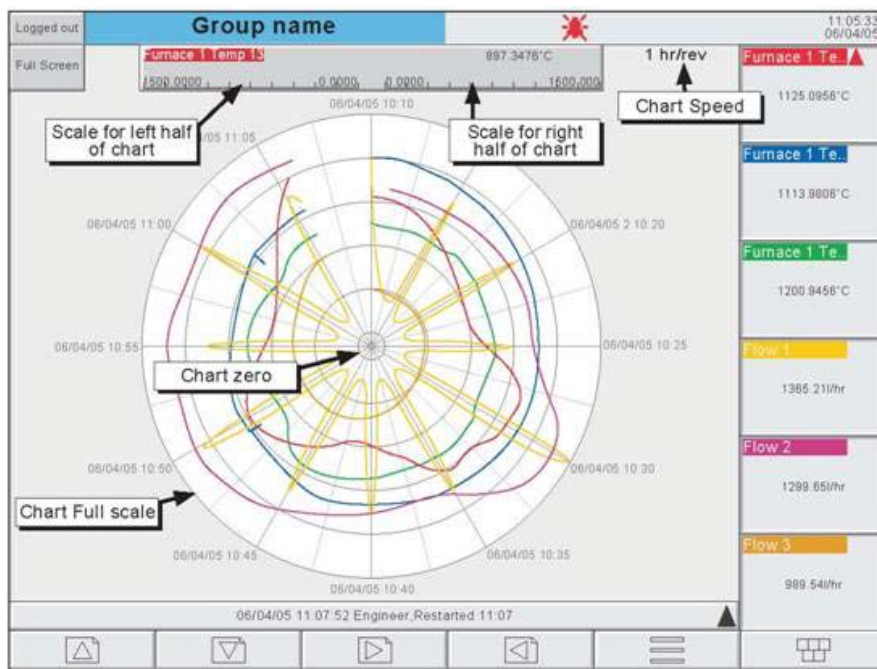 Logged out
Group name
11:05:33
06/04/05
Full Screen
Furnace 1 Temp 13
897.3476°C
1500.0000
0.0000
0.0000
1500.000
1 hr/rev
Chart Speed
Scale for left half
of chart
Scale for right
half of chart
06/04/05 10:10
05 11:05
06/04/05 11:00
06/04/05 2 10:20
06/04/05 10:55
06/04/05 10:25
Chart zero
06/04/05 10:50
06/04/05 10:30
Chart Full scale
06/04/05 10:45
06/04/05 10:35
06/04/05 10:40
Furnace 1 Te..
1125.0956°C
Furnace 1 Te..
1113.9806°C
Furnace 1 Te..
1200.9456°C
Flow 1
1365.21l/hr
Flow 2
1299.65l/hr
Flow 3
989.54l/hr
06/04/05 11:07:52 Engineer,Restarted 11:07